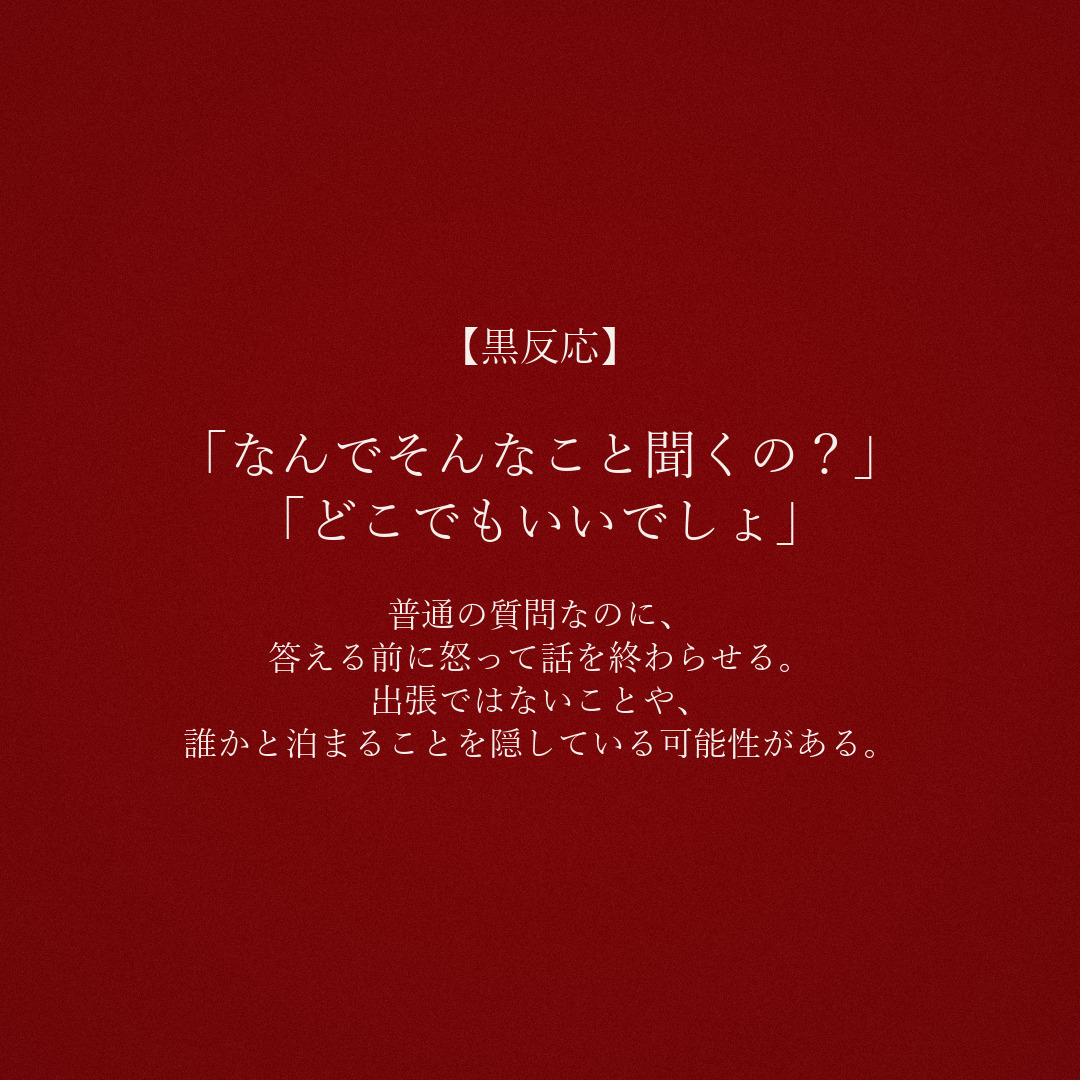 【黒反応】
「なんでそんなこと聞くの？」
「どこでもいいでしょ」
普通の質問なのに、
答える前に怒って話を終わらせる。
出張ではないことや、
誰かと泊まることを隠している可能性がある。